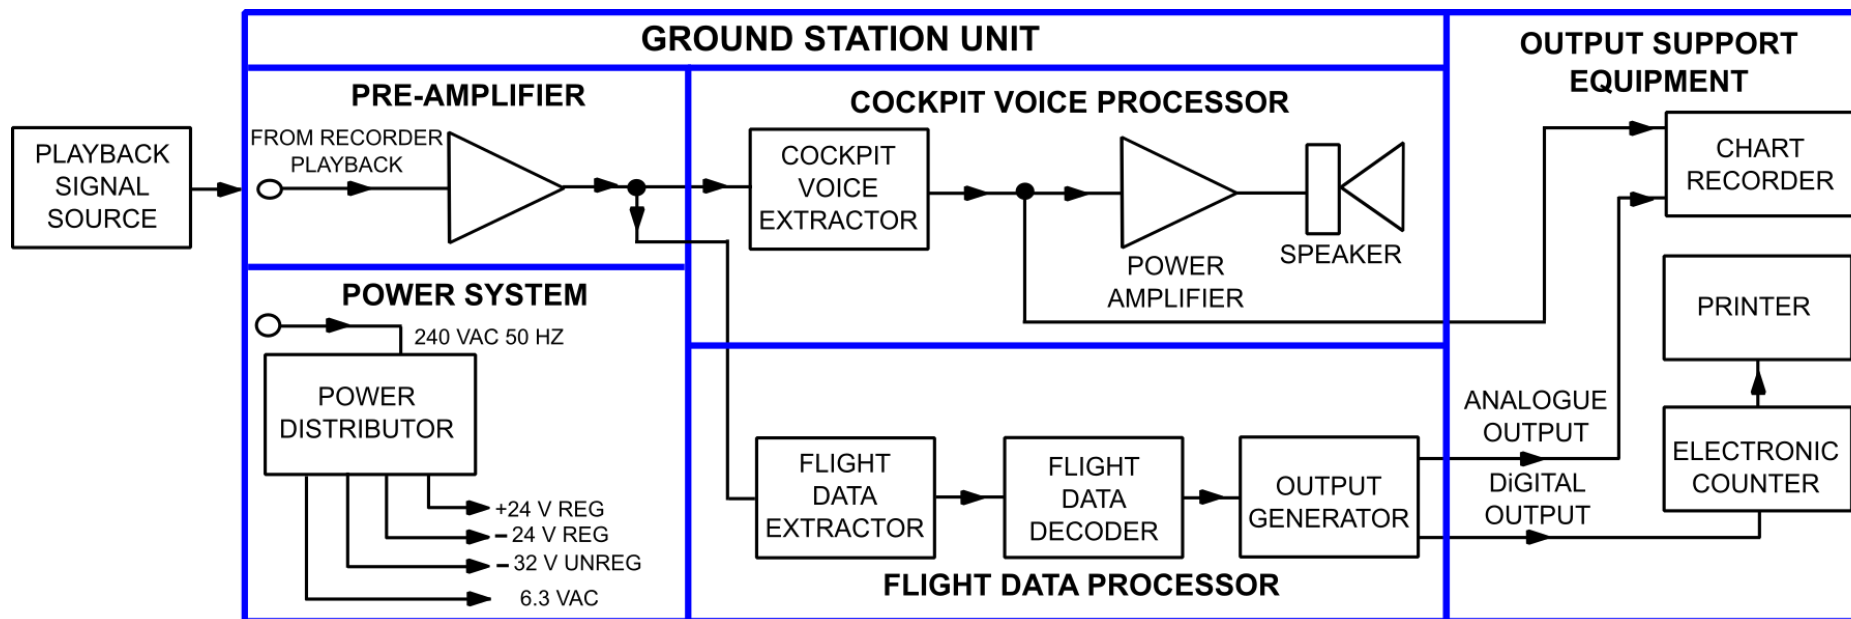 GROUND STATION UNIT
OUTPUT SUPPORT
EQUIPMENT
PRE-AMPLIFIER
COCKPIT VOICE PROCESSOR
PLAYBACK
SIGNAL
SOURCE
FROM RECORDER
PLAYBACK
COCKPIT
VOICE
EXTRACTOR
POWER
AMPLIFIER
SPEAKER
CHART
RECORDER
PRINTER
POWER SYSTEM
240 VAC 50 HZ
POWER
DISTRIBUTOR
+24 V REG
- 24 V REG
- 32 V UNREG
6.3 VAC
FLIGHT
DATA
EXTRACTOR
FLIGHT
DATA
DECODER
OUTPUT
GENERATOR
ANALOGUE
OUTPUT
DiGITAL
OUTPUT
ELECTRONIC
COUNTER
FLIGHT DATA PROCESSOR